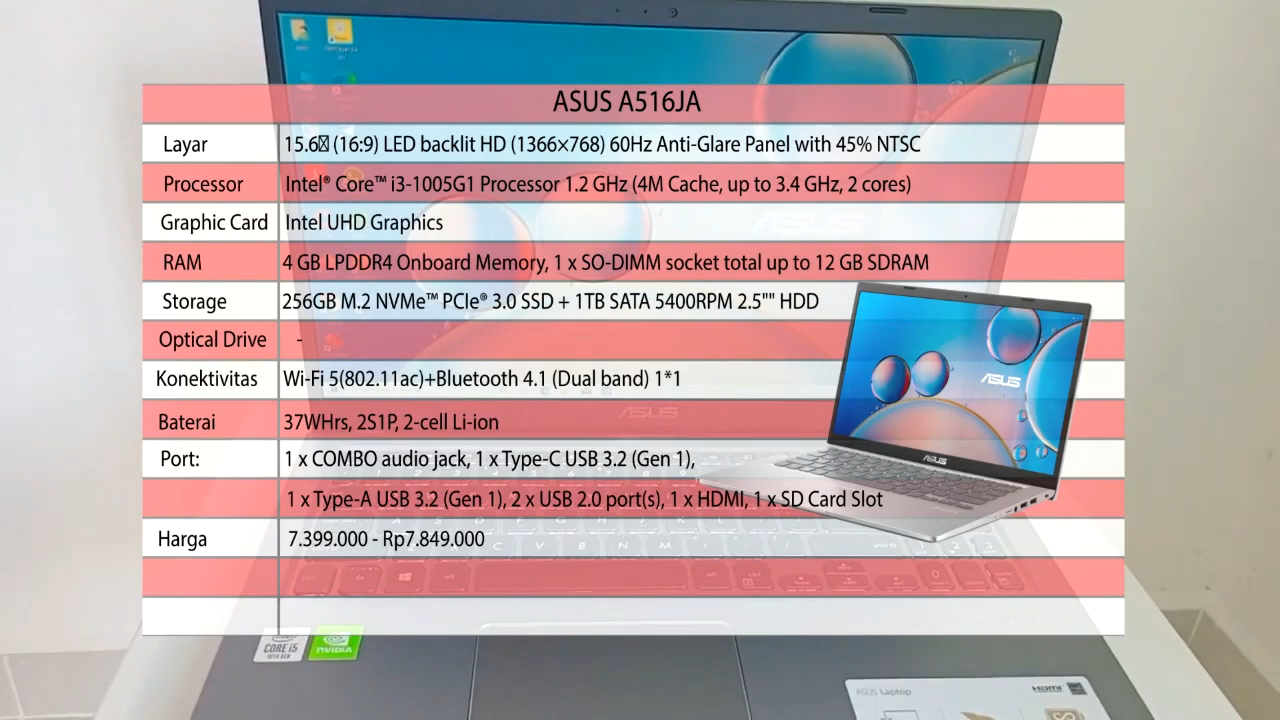 ASUS A516JA
Layar 15.6 (16:9) LED backlit HD (1366×768) 60Hz Anti-Glare Panel with 45% NTSC
Processor Intel® Core™ i3-1005G1 Processor 1.2 GHz (4M Cache, up to 3.4 GHz, 2 cores)
Graphic Card Intel UHD Graphics
RAM 4 GB LPDDR4 Onboard Memory, 1 x SO-DIMM socket total up to 12 GB SDRAM
Storage 256GB M.2 NVMe™ PCIe® 3.0 SSD + 1TB SATA 5400RPM 2.5"" HDD
Optical Drive -
Konektivitas Wi-Fi 5(802.11ac)+Bluetooth 4.1 (Dual band) 1*1
Baterai 37WHrs, 2S1P, 2-cell Li-ion
Port: 1 x COMBO audio jack, 1 x Type-C USB 3.2 (Gen 1),
1 x Type-A USB 3.2 (Gen 1), 2 x USB 2.0 port(s), 1 x HDMI, 1 x SD Card Slot
Harga 7.399.000 - Rp7.849.000
ASUS
ASUS
ASUS
ASUS
CORE i5
NVIDIA
ASUS Laptop
HDMI